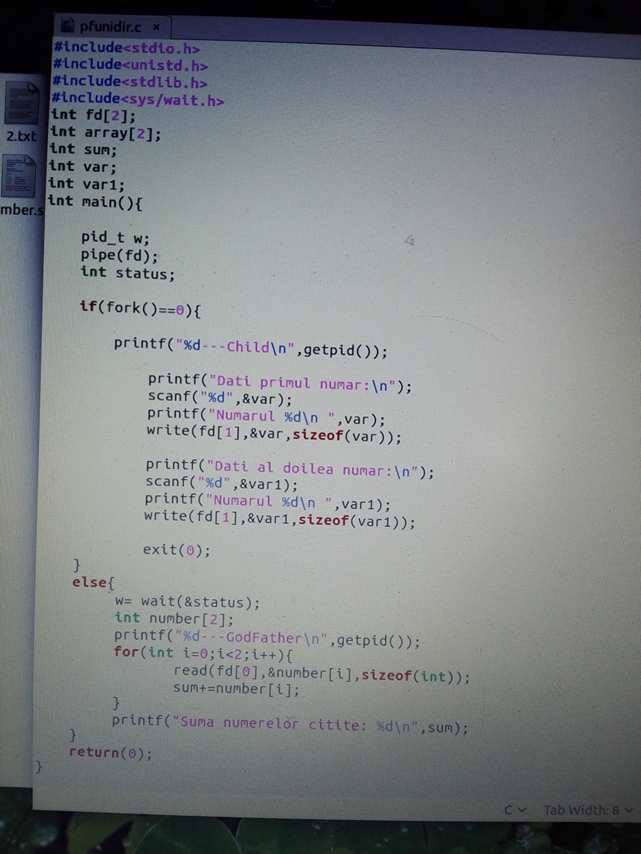 pfunidir.c ×
#include<stdio.h>
#include<unistd.h>
#include<stdlib.h>
#include<sys/wait.h>
int fd[2];
int array[2];
int sum;
int var;
int var1;
int main(){
pid_t w;
pipe(fd);
int status;
if(fork()==0){
printf("%d---Child\n",getpid());
printf("Dati primul numar:\n");
scanf("%d",&var);
printf("Numarul %d\n ",var);
write(fd[1],&var,sizeof(var));
printf("Dati al doilea numar:\n");
scanf("%d",&var1);
printf("Numarul %d\n ",var1);
write(fd[1],&var1,sizeof(var1));
exit(0);
}
else{
w= wait(&status);
int number[2];
printf("%d---GodFather\n",getpid());
for(int i=0;i<2;i++){
read(fd[0],&number[i],sizeof(int));
sum+=number[i];
}
printf("Suma numerelor citite: %d\n",sum);
}
return(0);
}
2.txt
mber.s
C
Tab Width: 8